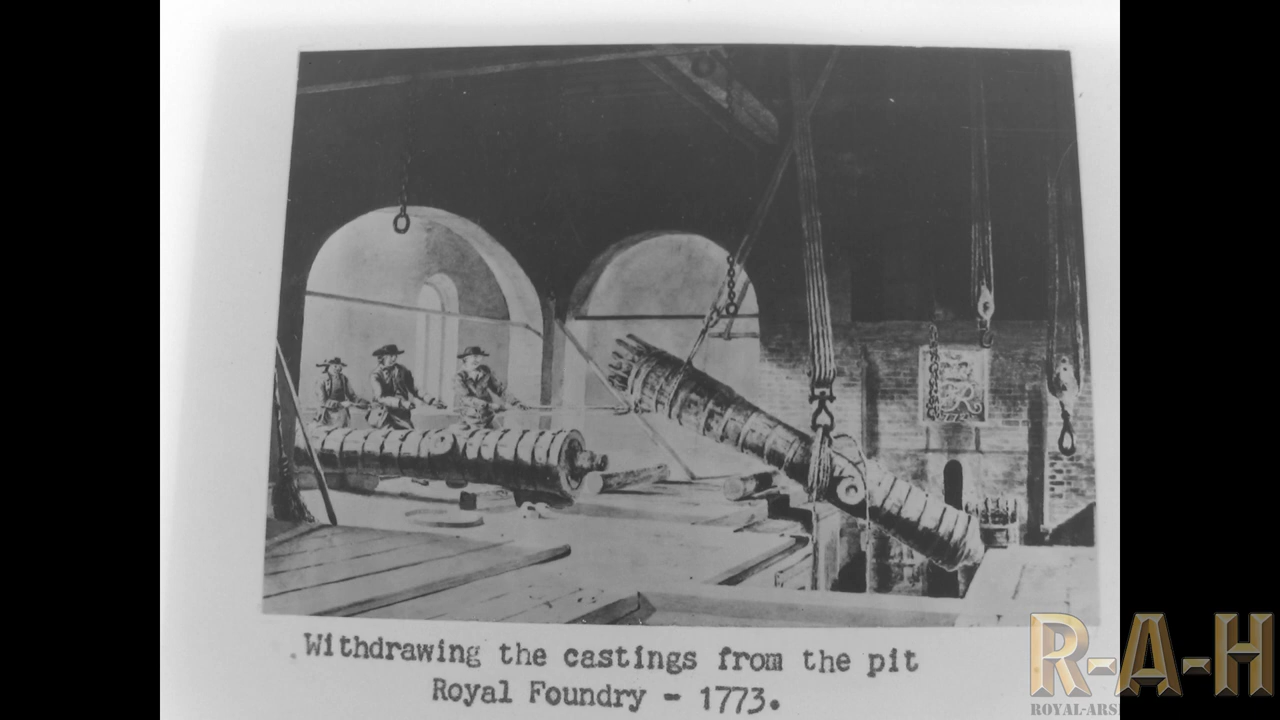 Withdrawing the castings from the pit
Royal Foundry - 1773.
R-A-H
ROYAL-ARS